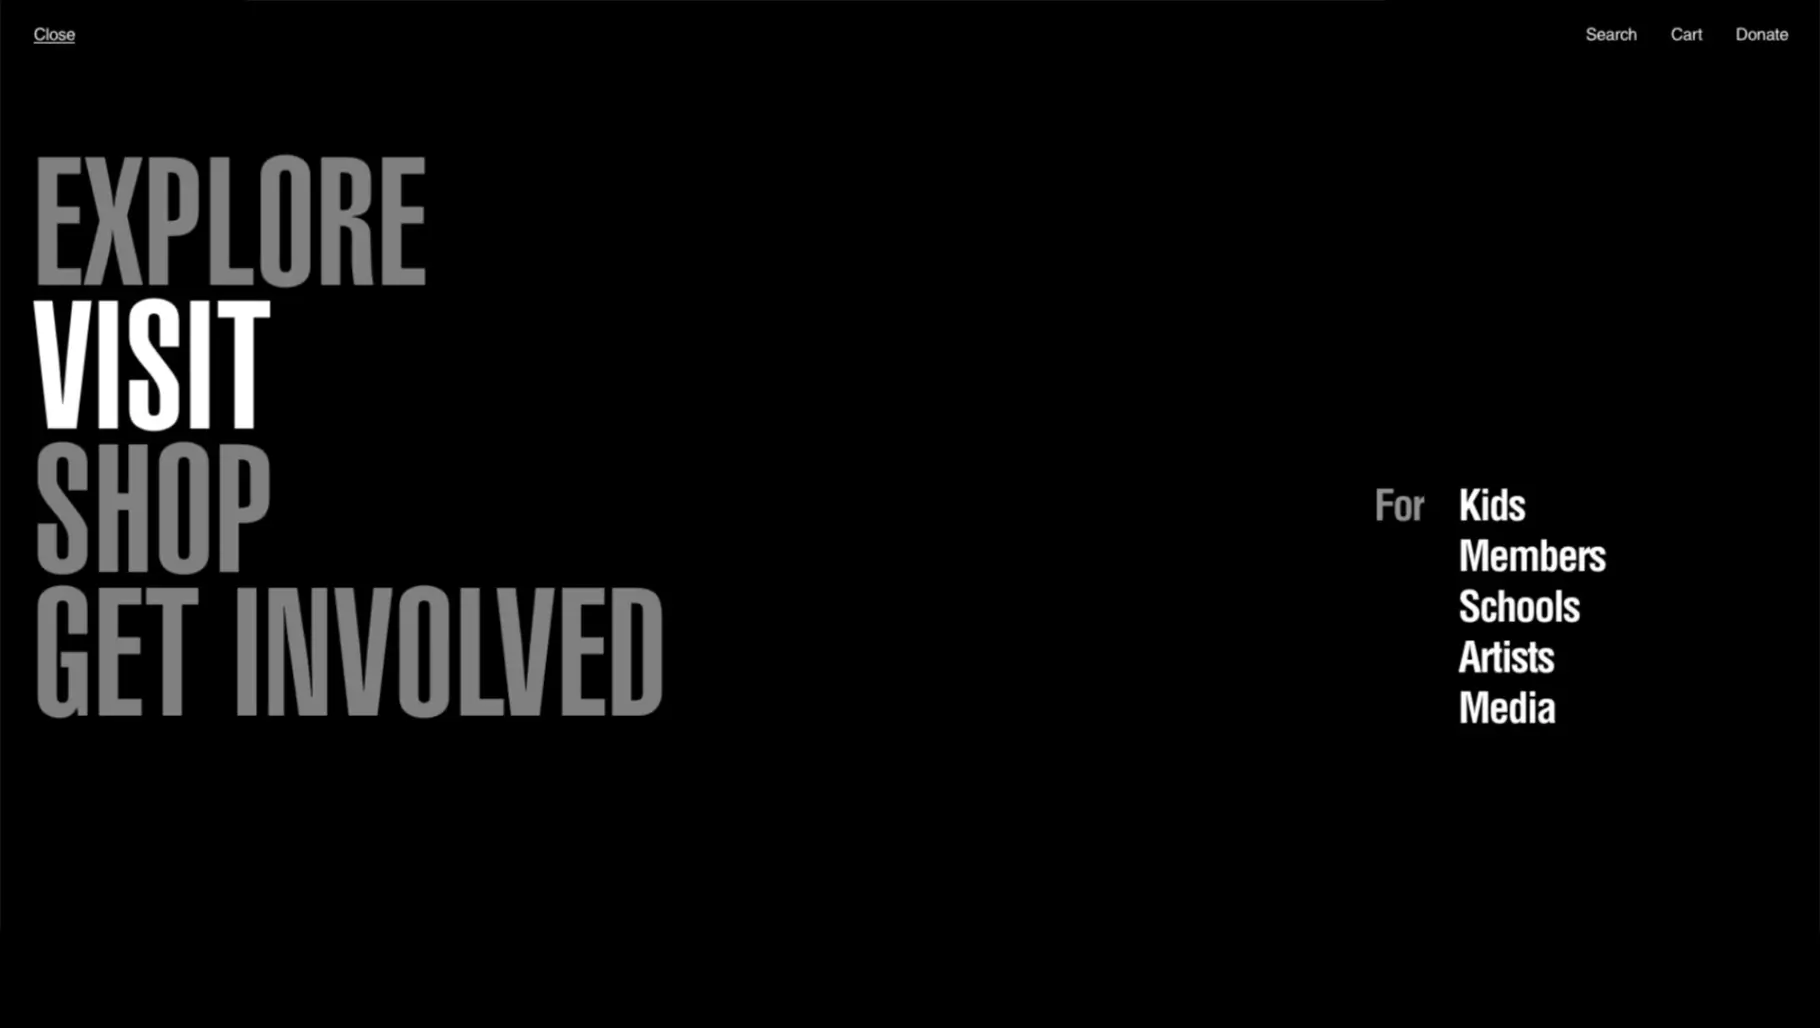 Close
Search
Cart
Donate
EXPLORE
VISIT
SHOP
GET INVOLVED
For
Kids
Members
Schools
Artists
Media